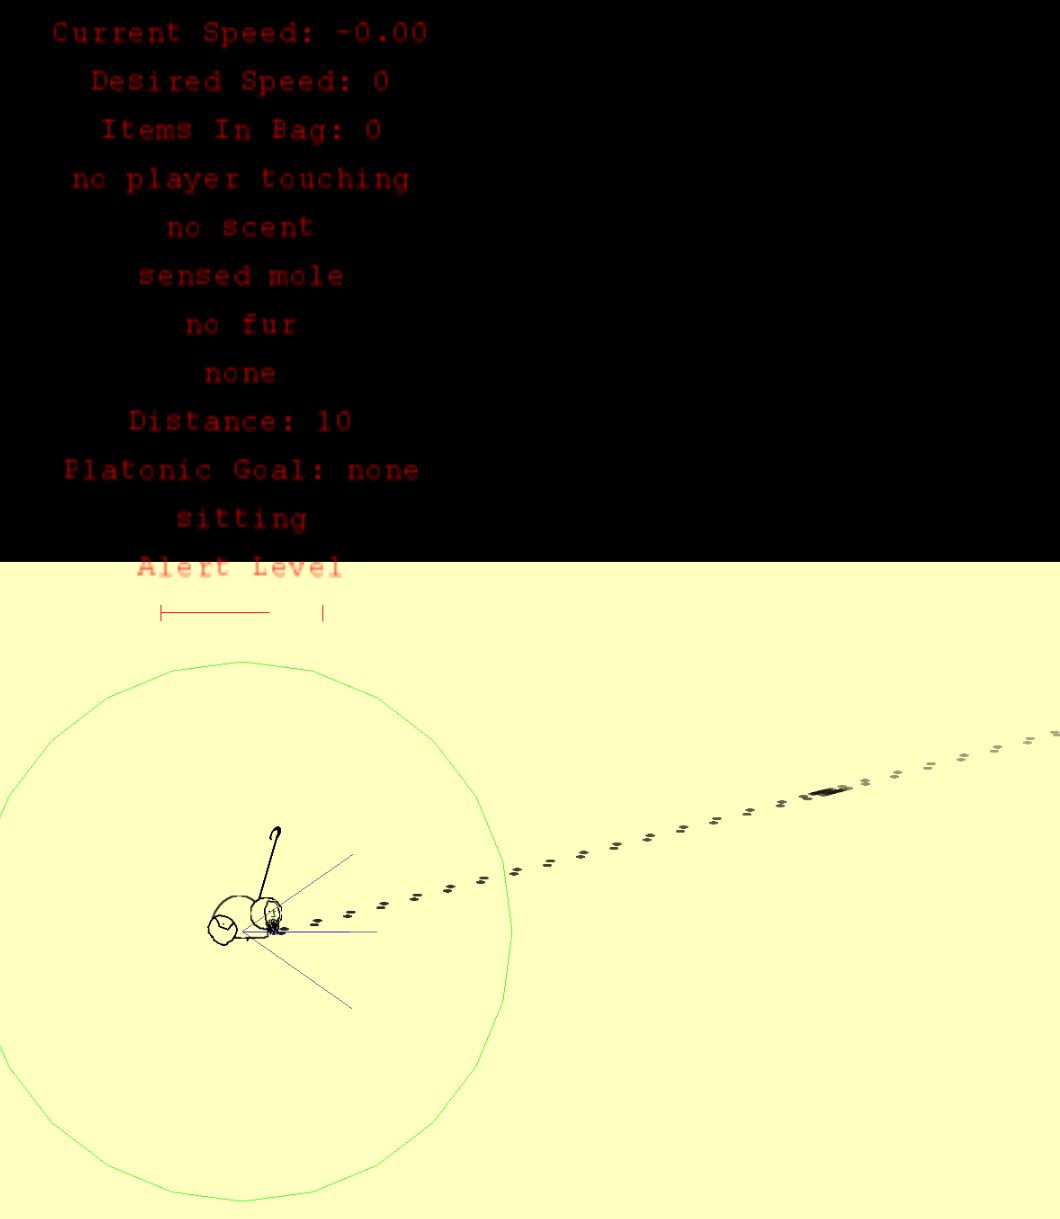 Current Speed: -0.00
Desired Speed: 0
Items In Bag: 0
no player touching
no scent
sensed mole
no fur
none
Distance: 10
Platonic Goal: none
sitting
Alert Level